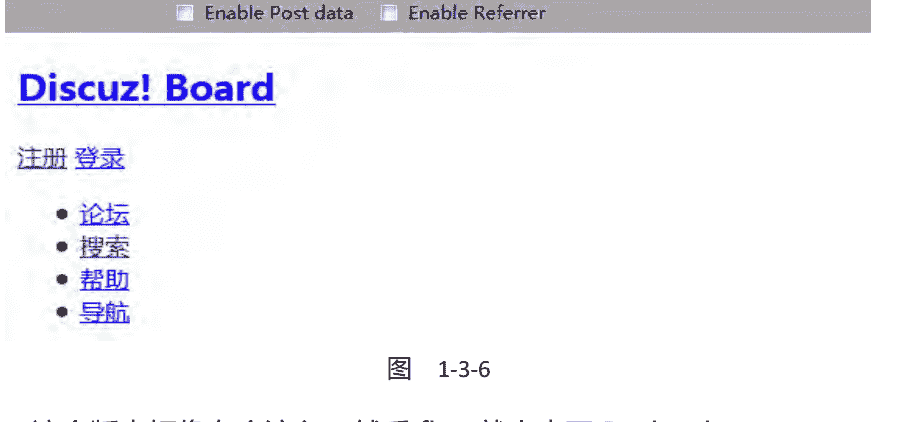 Enable Post data Enable Referrer
Discuz! Board
注册 登录
论坛
搜索
帮助
导航
图 1-3-6